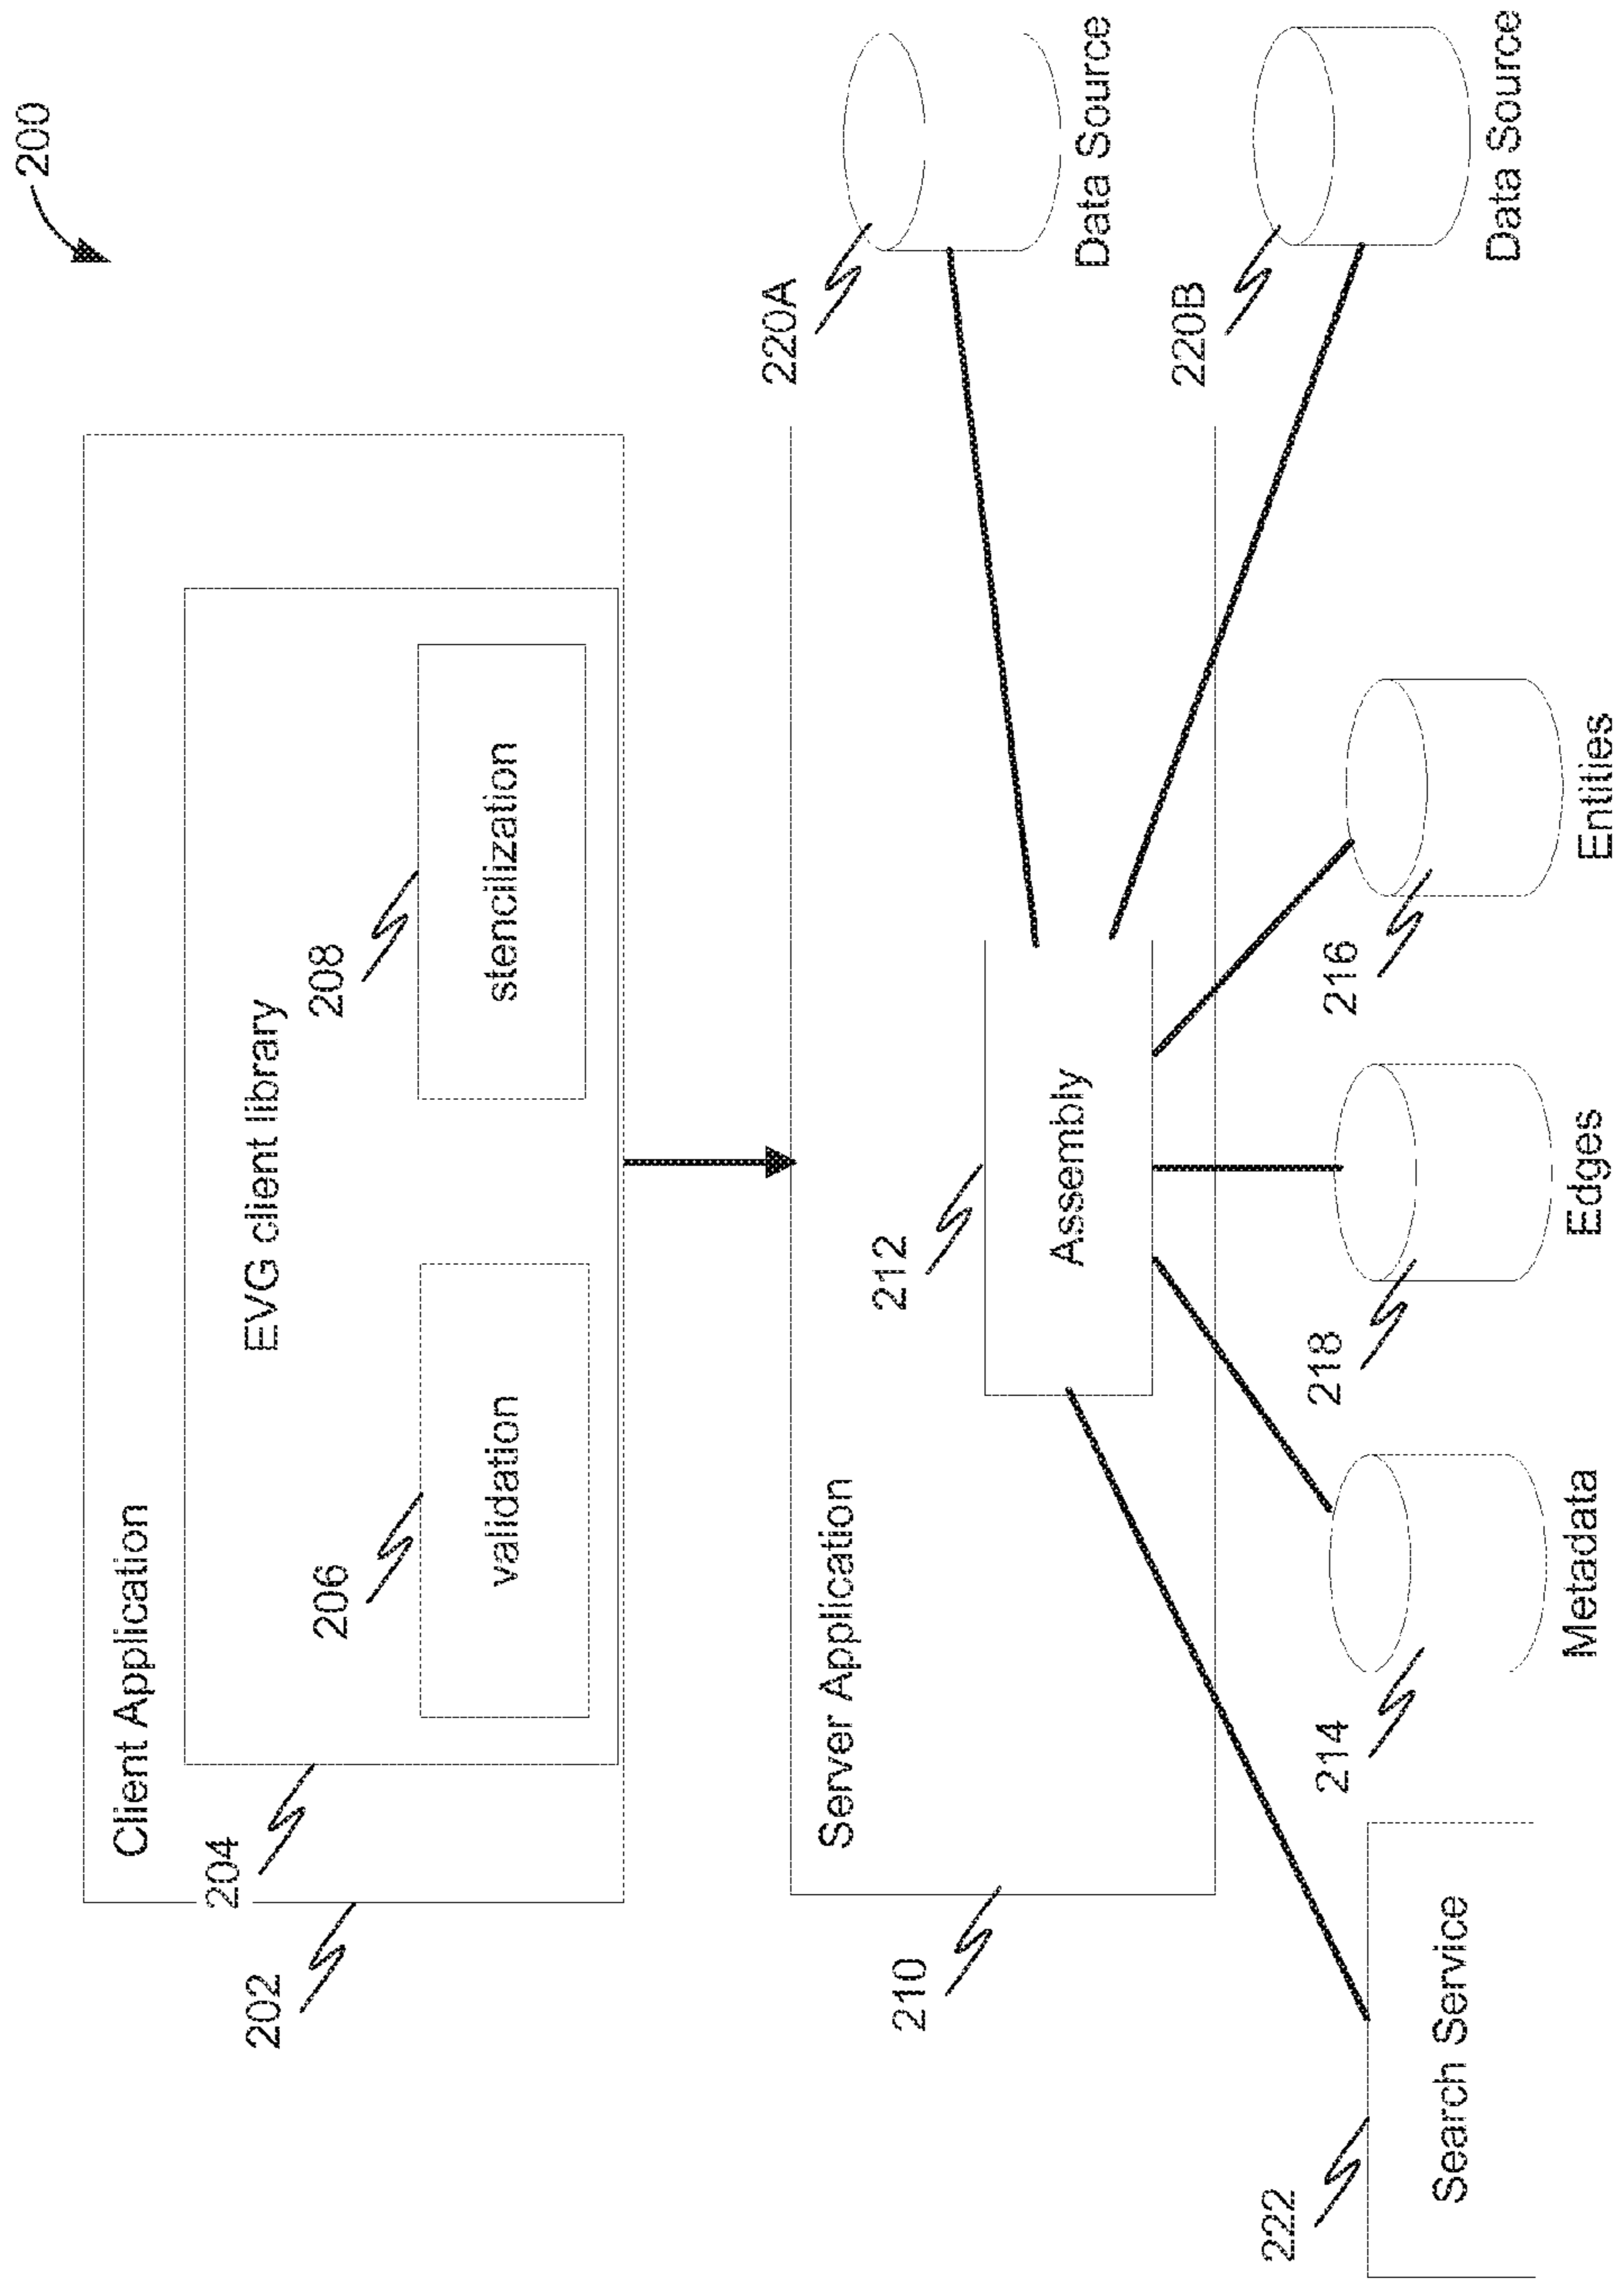 200
Client Application
EVG client library
204
202
206
validation
208
stencilization
Server Application
210
212
Assembly
220A
Data Source
220B
Data Source
222
Search Service
214
Metadata
218
Edges
216
Entities